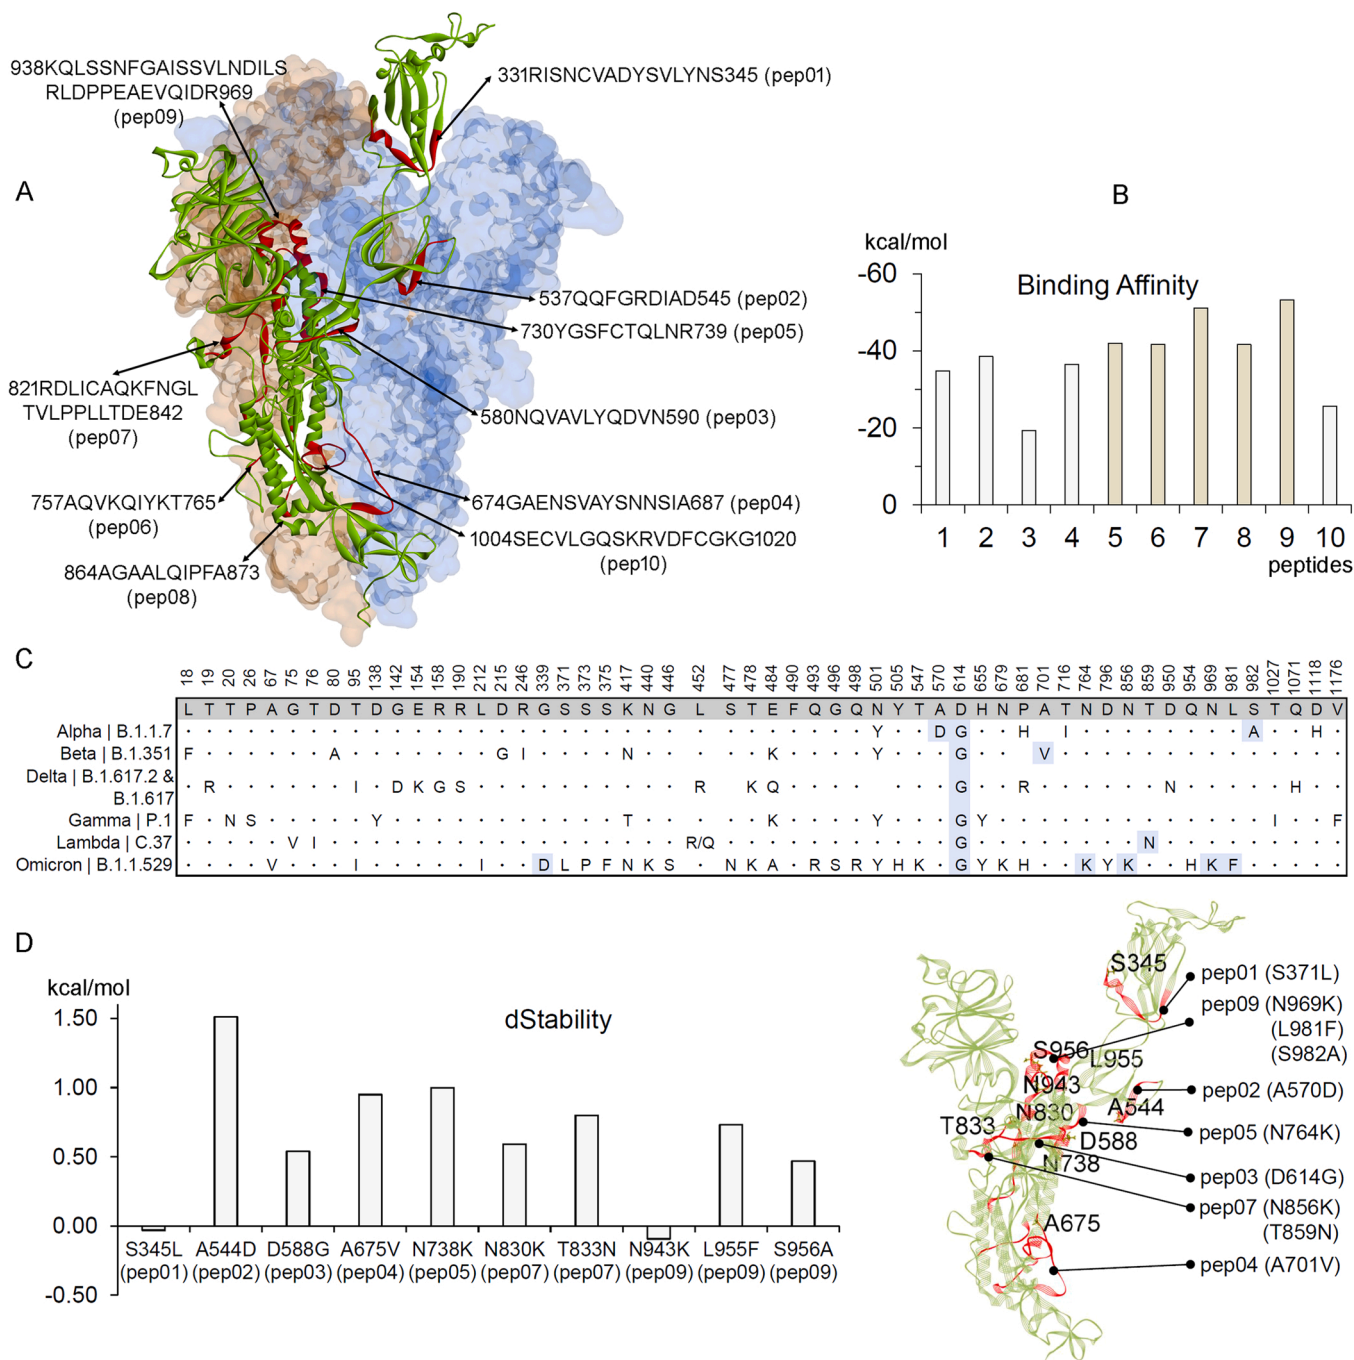 A
938KQLSSNFGAISSVLNDILS
RLDPPEAEVQIDR969
(pep09)
331RISNCVADYSVLYNS345 (pep01)
537QQFGRDIAD545 (pep02)
730YGSFCTQLNR739 (pep05)
821RDLICAQKFNGL
TVLPPLLTDE842
(pep07)
580NQVAVLYQDVN590 (pep03)
757AQVKQIYKT765
(pep06)
674GAENSVAYSNNSIA687 (pep04)
1004SECVLGQSKRVDFCGKG1020
(pep10)
864AGAALQIPFA873
(pep08)
B
kcal/mol
Binding Affinity
-60
-40
-20
0
1 2 3 4 5 6 7 8 9 10
peptides
C
18 19 20 26 67 75 76 80 95 138 142 154 158 190 212 215 246 339 371 373 375 417 440 446 452 477 478 484 490 493 496 498 501 505 547 570 614 655 681 701 716 764 796 856 859 950 954 969 981 982 1027 1071 1118 1176
L T T P A G T D T D G E R R L D R G S S S K N G L S T E F Q G Q N Y T A D H N P A T N D N T D Q N L S T Q D V
Alpha | B.1.1.7 Y D G H I A H
Beta | B.1.351 F A G I N K Y G V
Delta | B.1.617.2 &
B.1.617 R I D K G S R K Q G R N H
Gamma | P.1 F N S Y T K Y G Y I F
Lambda | C.37 V I R/Q G N
Omicron | B.1.1.529 V I I D L P F N K S N K A R S R Y H K G Y K H K Y K H K F
D
kcal/mol
dStability
1.50
1.00
0.50
0.00
-0.50
S345L A544D D588G A675V N738K N830K T833N N943K L955F S956A
(pep01) (pep02) (pep03) (pep04) (pep05) (pep07) (pep07) (pep09) (pep09) (pep09)
S345
S956
L955
N943
N830
A544
T833
D588
N738
A675
pep01 (S371L)
pep09 (N969K)
(L981F)
(S982A)
pep02 (A570D)
pep05 (N764K)
pep03 (D614G)
pep07 (N856K)
(T859N)
pep04 (A701V)